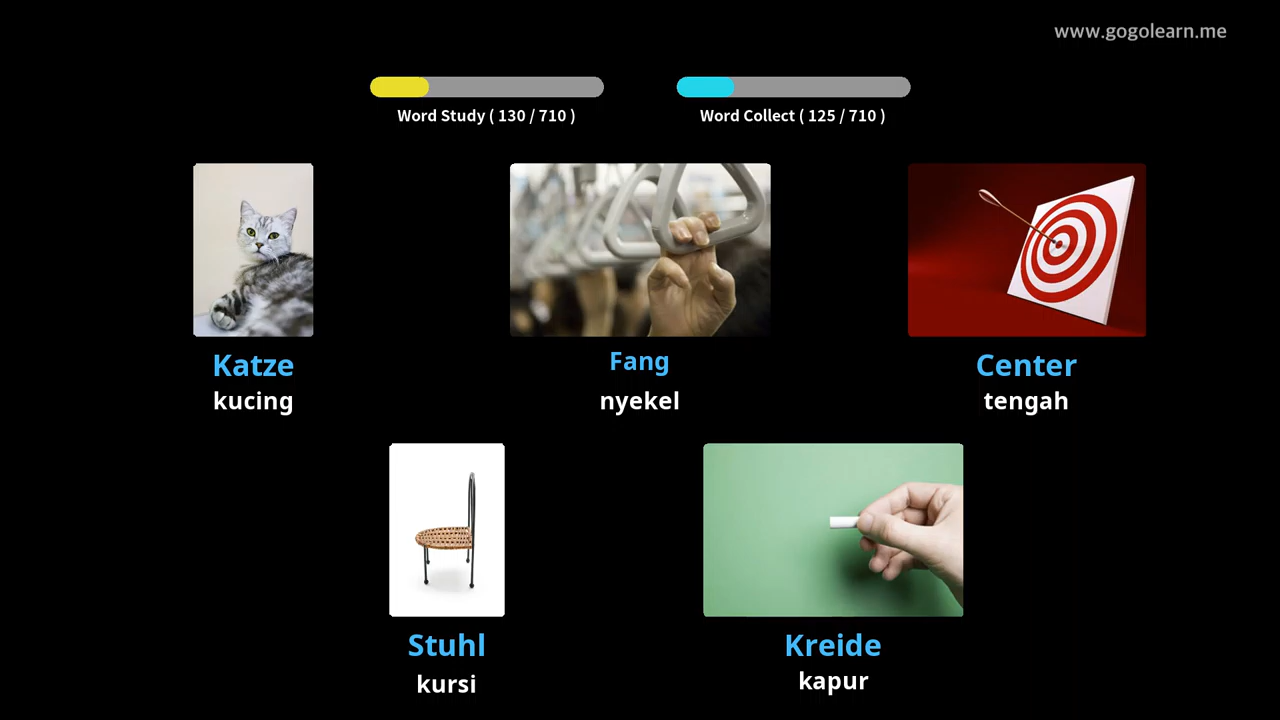 www.gogolearn.me
Word Study ( 130 / 710 )
Word Collect ( 125 / 710 )
Katze
kucing
Fang
nyekel
Center
tengah
Stuhl
kursi
Kreide
kapur